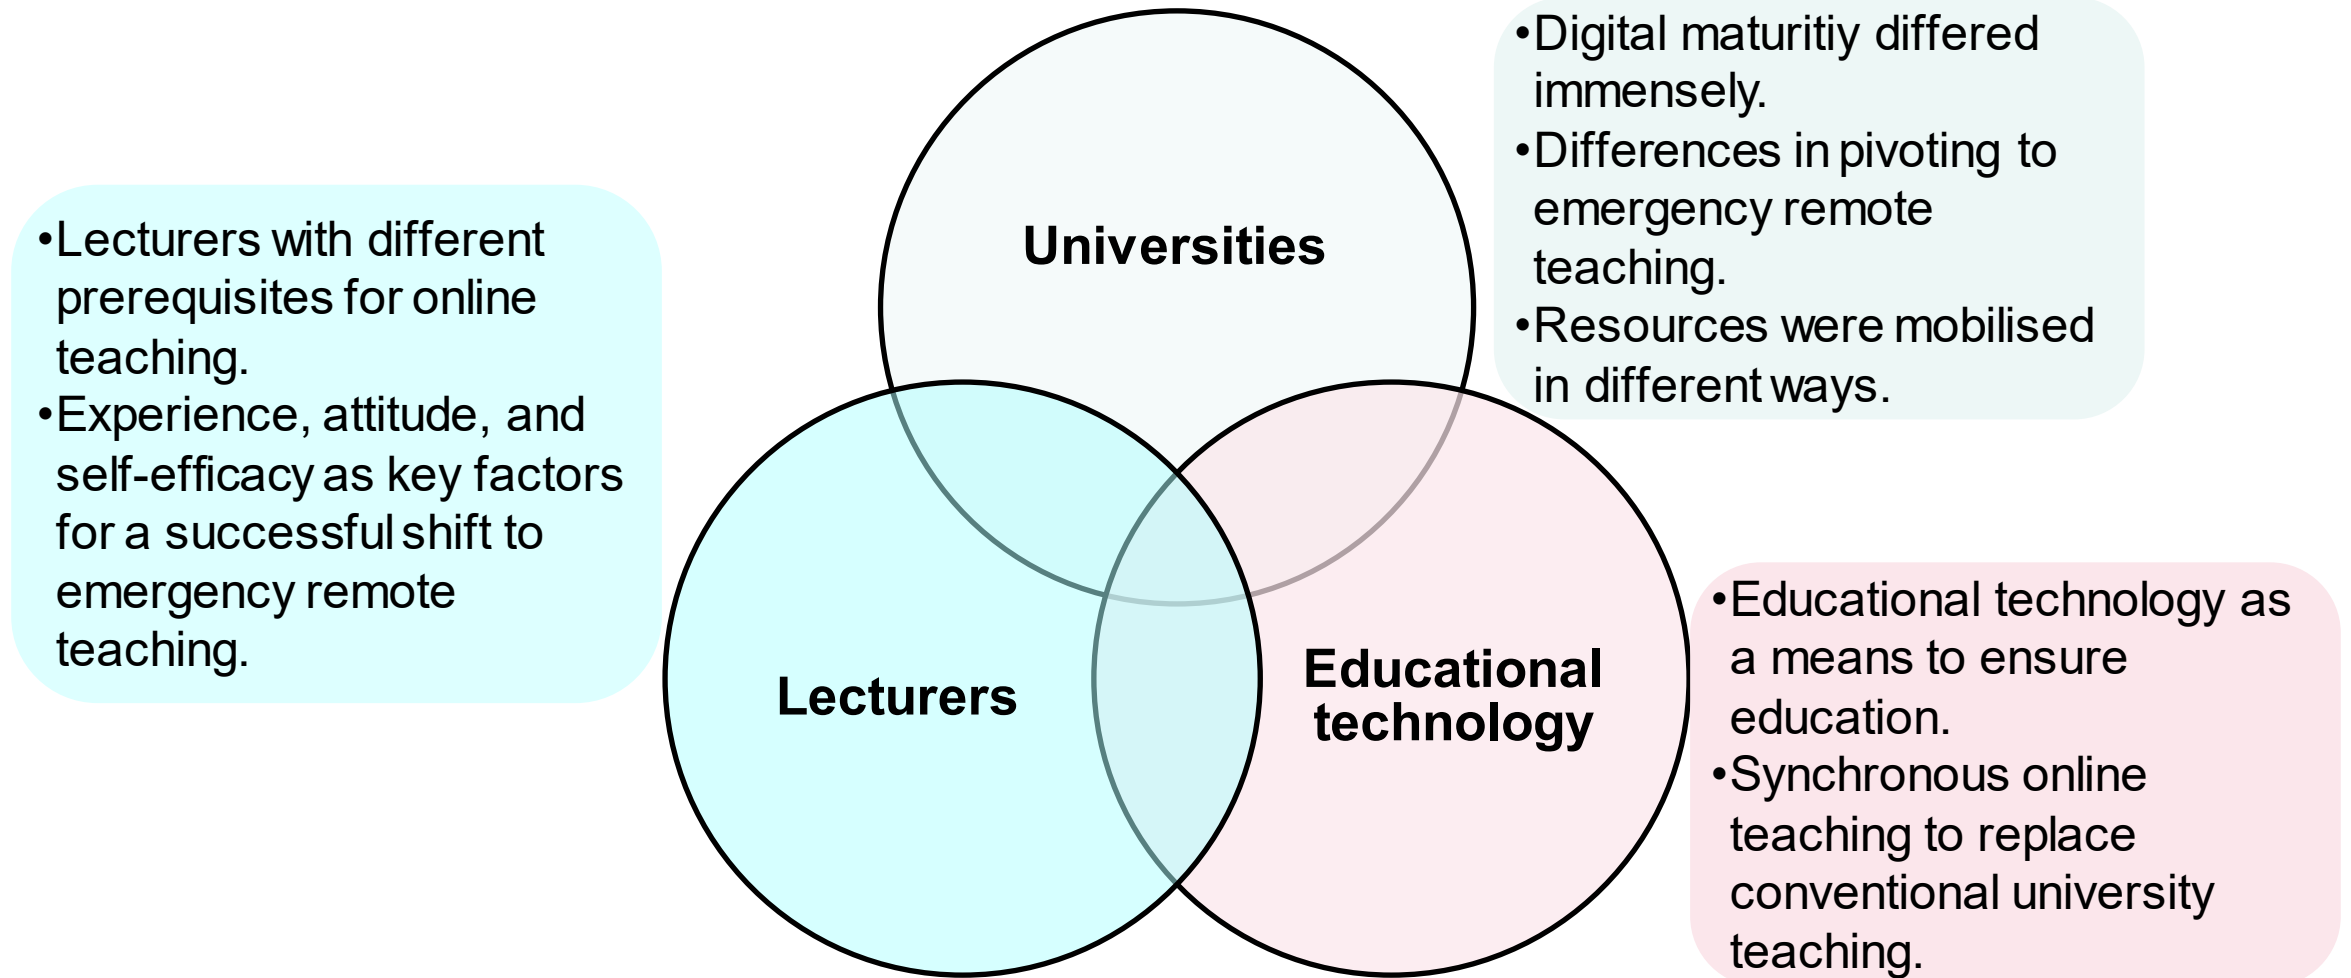 •Digital maturitiy differed
immensely.
•Differences in pivoting to
emergency remote
teaching.
•Resources were mobilised
in different ways.
Universities
•Lecturers with different
prerequisites for online
teaching.
•Experience, attitude, and
self-efficacy as key factors
for a successful shift to
emergency remote
teaching.
Lecturers
Educational
technology
•Educational technology as
a means to ensure
education.
•Synchronous online
teaching to replace
conventional university
teaching.